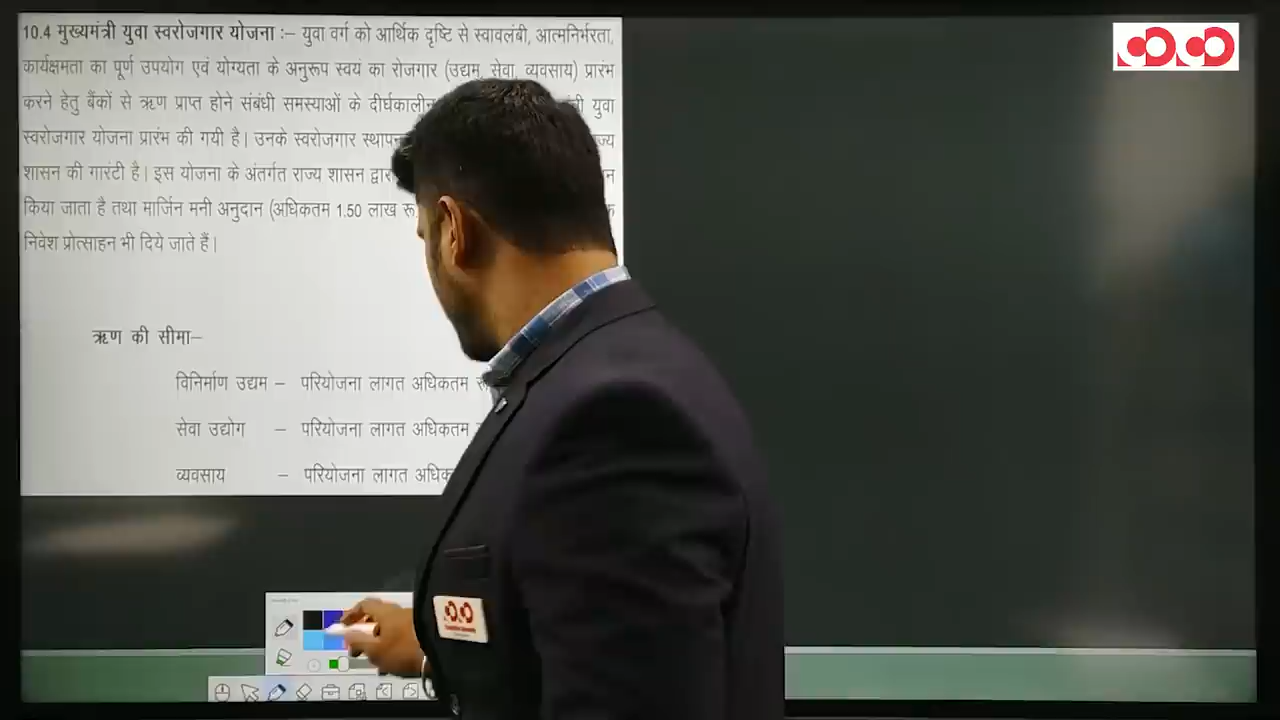 10.4 मुख्यमंत्री युवा स्वरोजगार योजना :– युवा वर्ग को आर्थिक दृष्टि से स्वावलंबी, आत्मनिर्भरता,
कार्यक्षमता का पूर्ण उपयोग एवं योग्यता के अनुरूप स्वयं का रोजगार (उद्यम, सेवा, व्यवसाय) प्रारंभ
करने हेतु बैंकों से ऋण प्राप्त होने संबंधी समस्याओं के दीर्घकालीन युवा
स्वरोजगार योजना प्रारंभ की गयी है। उनके स्वरोजगार
शासन की गारंटी है। इस योजना के अंतर्गत राज्य शासन
किया जाता है तथा मार्जिन मनी अनुदान (अधिकतम 1.50 लाख
निवेश प्रोत्साहन भी दिये जाते हैं।
ऋण की सीमा–
विनिर्माण उद्यम – परियोजना लागत अधिकतम
सेवा उद्योग – परियोजना लागत अधिकतम
व्यवसाय – परियोजना लागत